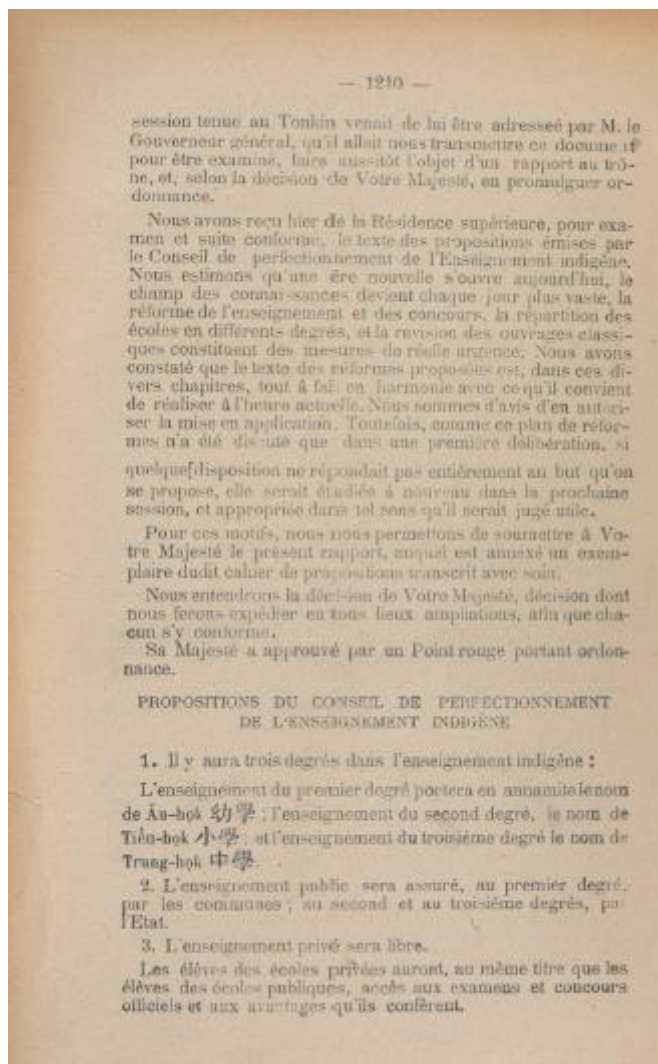 — 1210 —
session tenue au Tonkin venait de lui être adresseé par M. le
Gouverneur général, qu'il allait nous transmettre ce docume t
pour être examiné, faire aussitôt l'objet d'un rapport au trô-
ne, et, selon la décision de Votre Majesté, en promulguer or-
donnance.
Nous avons reçu hier de la Résidence supérieure, pour exa-
men et suite conforme, le texte des propositions émises par
le Conseil de perfectionnement de l'Enseignement indigène.
Nous estimons qu'une ère nouvelle s'ouvre aujourd'hui, le
champ des connaissances devient chaque jour plus vaste, la
réforme de l'enseignement et des concours, la répartition des
écoles en différents degrés, et la revision des ouvrages classi-
ques constituent des mesures de réelle urgence. Nous avons
constaté que le texte des réformes proposées est, dans ces di-
vers chapitres, tout à fait en harmonie avec ce qu'il convient
de réaliser à l'heure actuelle. Nous sommes d'avis d'en autori-
ser la mise en application. Toutefois, comme ce plan de réfor-
mes n'a été discuté que dans une première délibération, si
quelque[disposition ne répondait pas entièrement au but qu'on
se propose, elle serait étudiée à nouveau dans la prochaine
session, et appropriée dans tel sens qu'il serait jugé utile.
Pour ces motifs, nous nous permettons de soumettre à Vo-
tre Majesté le présent rapport, auquel est annexé un exem-
plaire dudit cahier de propositions transcrit avec soin.
Nous entendrons la décision de Votre Majesté, décision dont
nous ferons expédier en tous lieux ampliations, afin que cha-
cun s'y conforme.
Sa Majesté a approuvé par un Point rouge portant ordon-
nance.
PROPOSITIONS DU CONSEIL DE PERFECTIONNEMENT
DE L'ENSEIGNEMENT INDIGÈNE
1. Il y aura trois degrés dans l'enseignement indigène :
L'enseignement du premier degré portera en annamite le nom
de Âu-họk 幼學 ; l'enseignement du second degré, le nom de
Tiểu-họk 小學 ; et l'enseignement du troisième degré le nom de
Trung-họk 中學.
2. L'enseignement public sera assuré, au premier degré,
par les communes ; au second et au troisième degrés, pa
l'Etat.
3. L'enseignement privé sera libre.
Les élèves des écoles privées auront, au même titre que les
élèves des écoles publiques, accès aux examens et concours
officiels et aux avantages qu'ils confèrent.